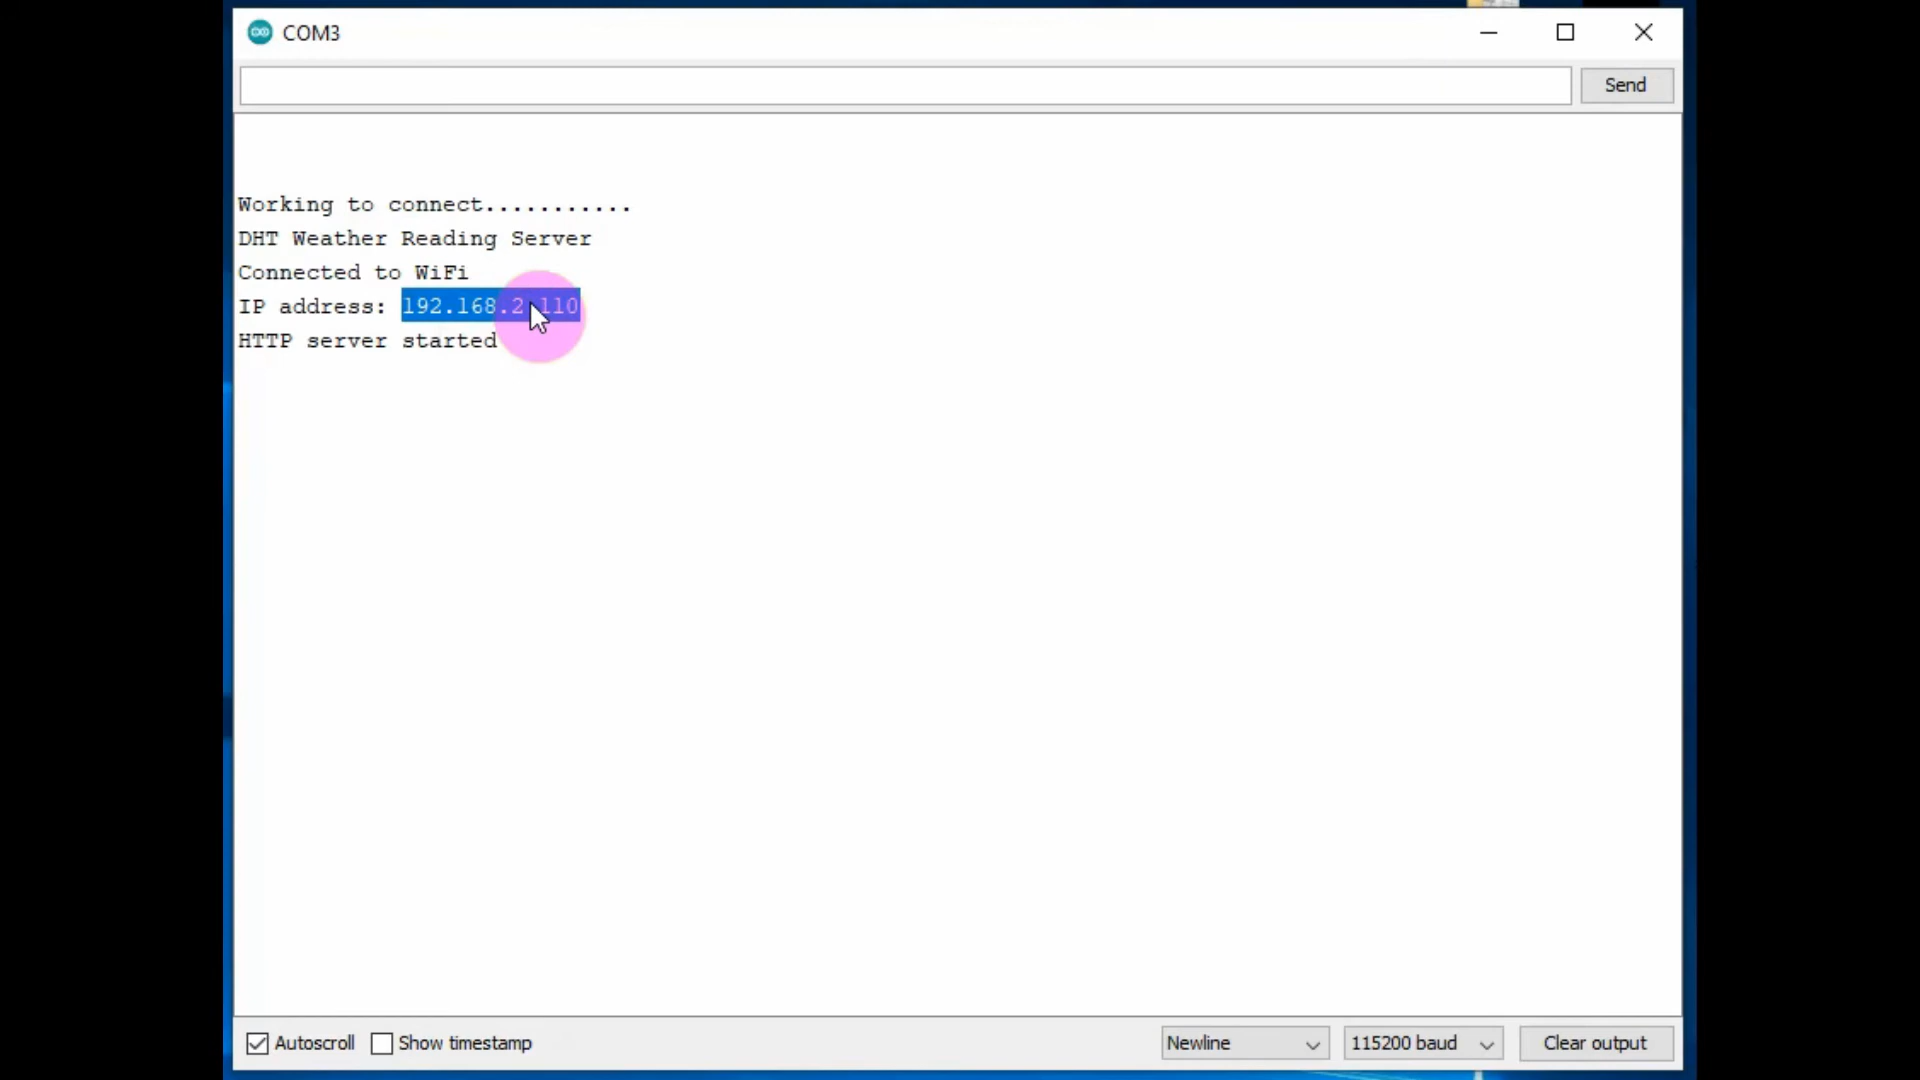 COM3
Send
Working to connect...........
DHT Weather Reading Server
Connected to WiFi
IP address: 192.168.2.110
HTTP server started
Autoscroll
Show timestamp
Newline
115200 baud
Clear output